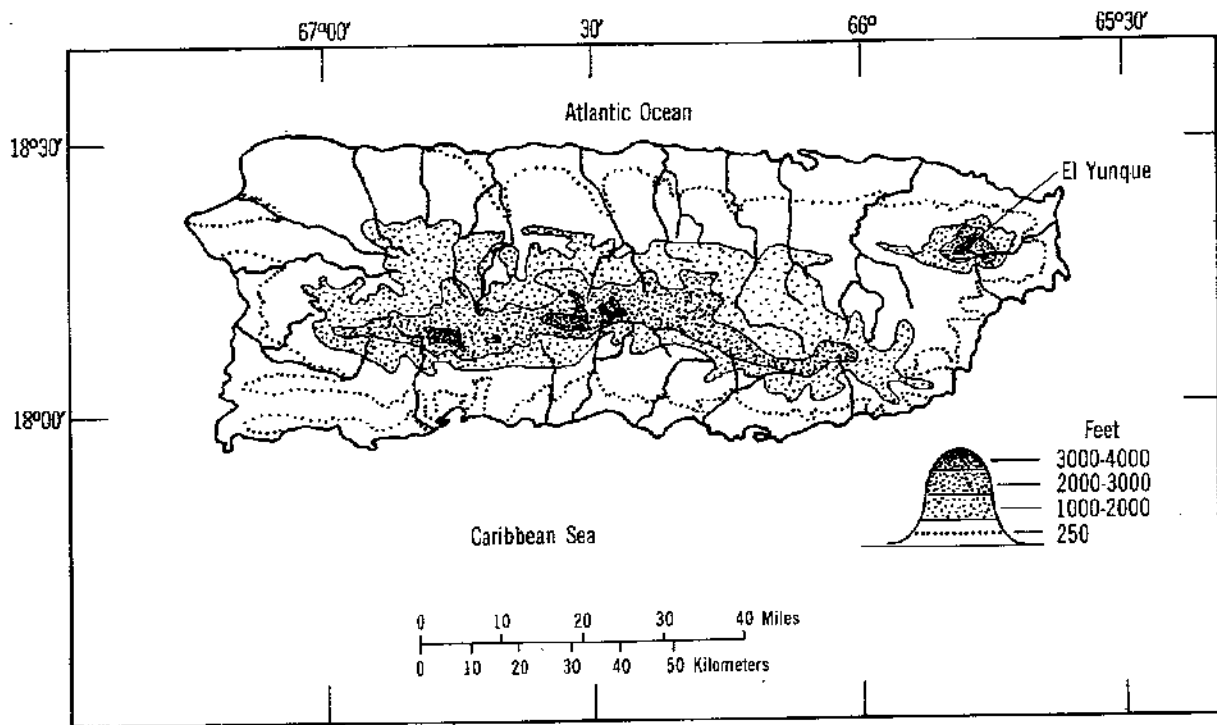 67°00′ 30′ 66° 65°30′
Atlantic Ocean
18°30′
El Yunque
18°00′
Feet
3000-4000
2000-3000
1000-2000
250
Caribbean Sea
0 10 20 30 40 Miles
0 10 20 30 40 50 Kilometers